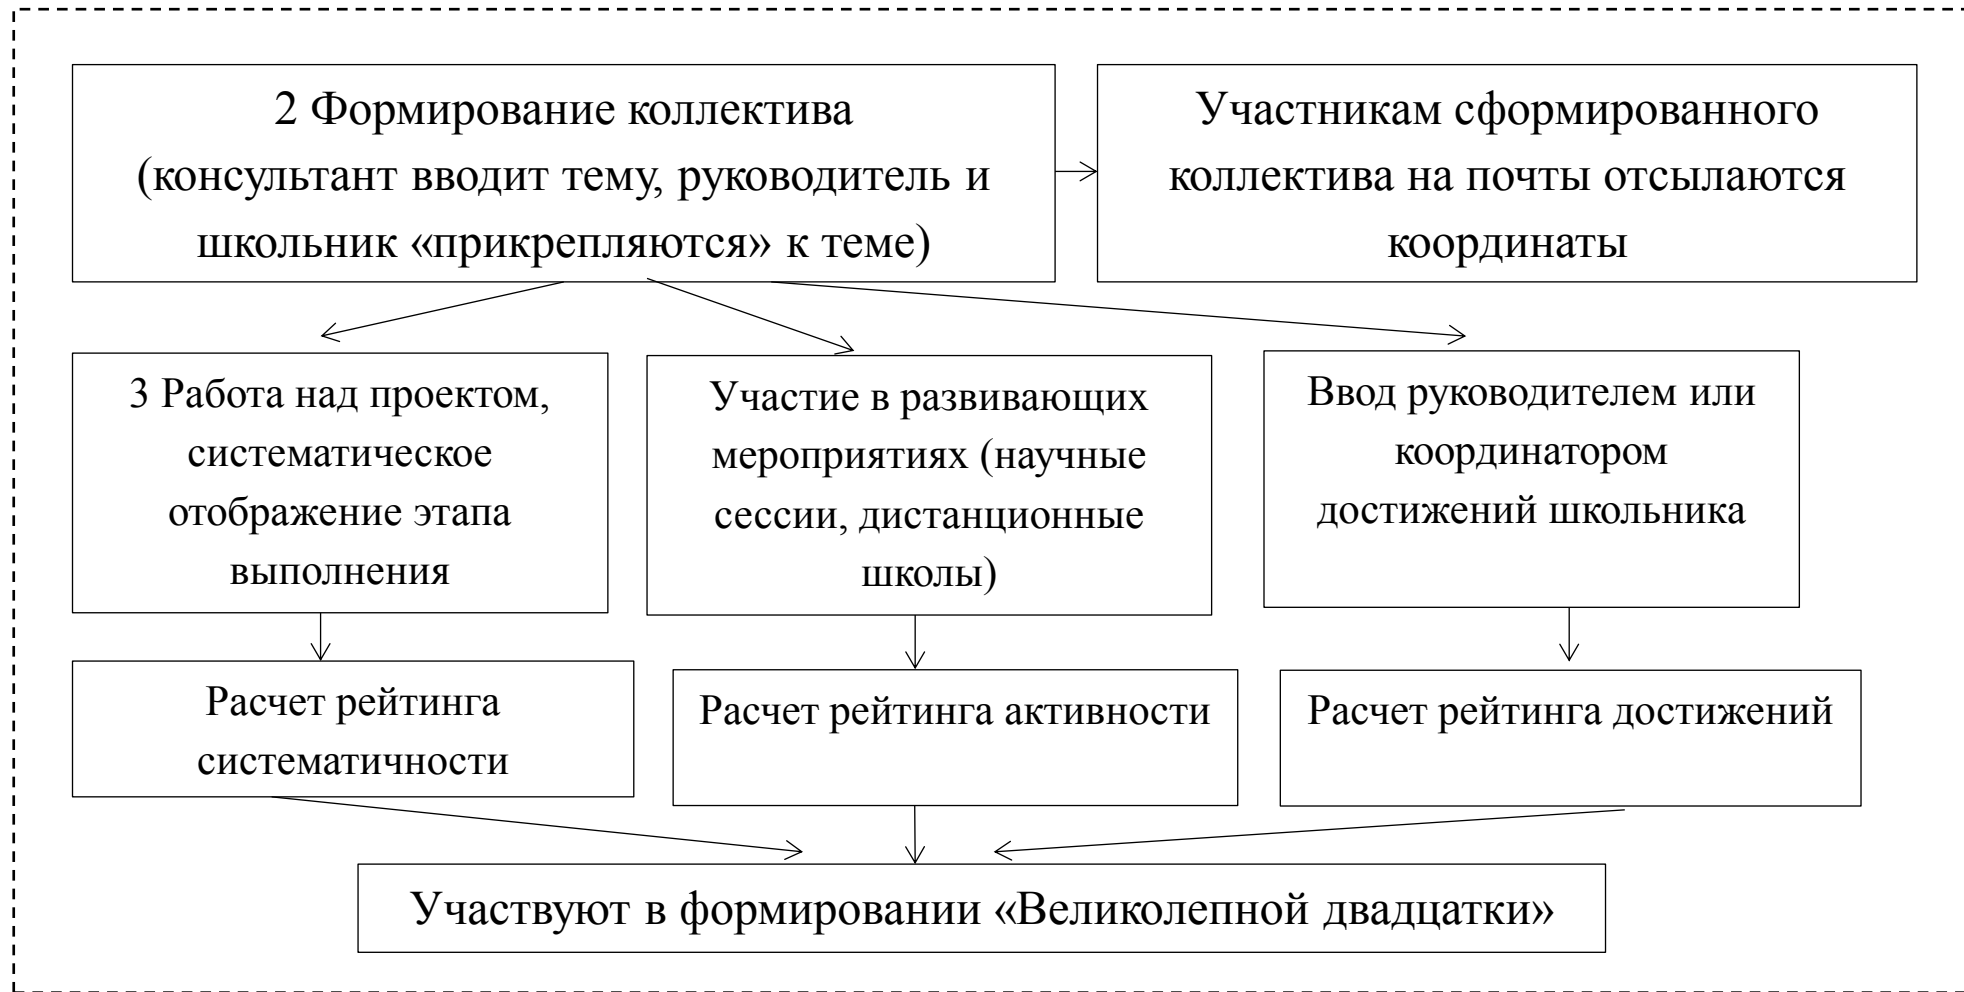 2 Формирование коллектива
(консультант вводит тему, руководитель и
школьник «прикрепляются» к теме)
Участникам сформированного
коллектива на почты отсылаются
координаты
3 Работа над проектом,
систематическое
отображение этапа
выполнения
Участие в развивающих
мероприятиях (научные
сессии, дистанционные
школы)
Ввод руководителем или
координатором
достижений школьника
Расчет рейтинга
систематичности
Расчет рейтинга активности
Расчет рейтинга достижений
Участвуют в формировании «Великолепной двадцатки»